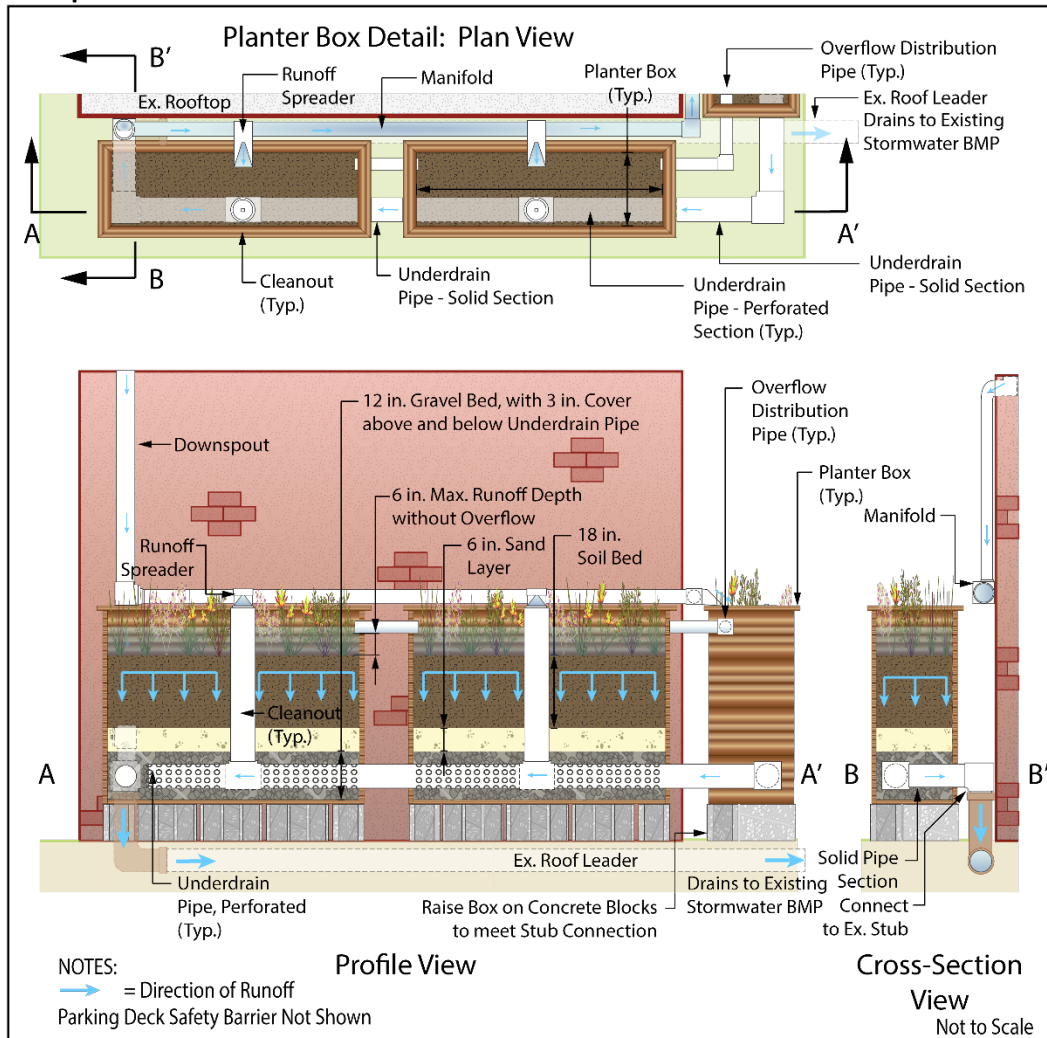 Planter Box Detail: Plan View
B'
Runoff
Spreader
Manifold
Planter Box
(Typ.)
Overflow Distribution
Pipe (Typ.)
Ex. Rooftop
Ex. Roof Leader
Drains to Existing
Stormwater BMP
A
A'
B
Cleanout
(Typ.)
Underdrain
Pipe - Solid Section
Underdrain
Pipe - Perforated
Section (Typ.)
Underdrain
Pipe - Solid Section
Downspout
12 in. Gravel Bed, with 3 in. Cover
above and below Underdrain Pipe
Overflow
Distribution
Pipe (Typ.)
6 in. Max. Runoff Depth
without Overflow
Planter Box
(Typ.)
Manifold
Runoff
Spreader
6 in. Sand
Layer
18 in.
Soil Bed
Cleanout
(Typ.)
A
A'
B
B'
Ex. Roof Leader
Underdrain
Pipe, Perforated
(Typ.)
Raise Box on Concrete Blocks
to meet Stub Connection
Drains to Existing
Stormwater BMP
Solid Pipe
Section
Connect
to Ex. Stub
NOTES:
= Direction of Runoff
Parking Deck Safety Barrier Not Shown
Profile View
Cross-Section
View
Not to Scale